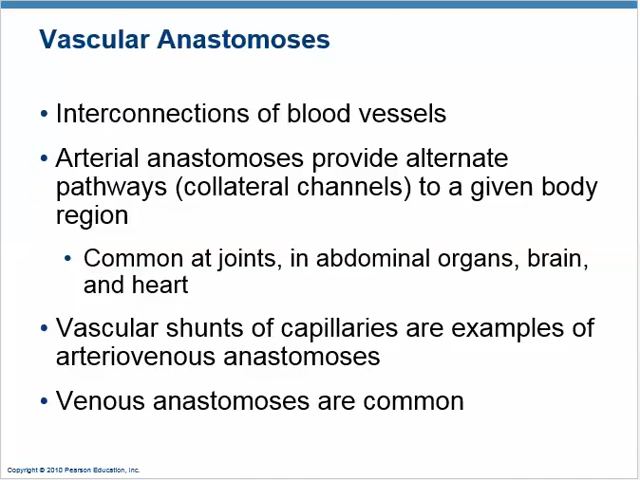 Vascular Anastomoses
• Interconnections of blood vessels
• Arterial anastomoses provide alternate
pathways (collateral channels) to a given body
region
• Common at joints, in abdominal organs, brain,
and heart
• Vascular shunts of capillaries are examples of
arteriovenous anastomoses
• Venous anastomoses are common
Copyright © 2010 Pearson Education, Inc.